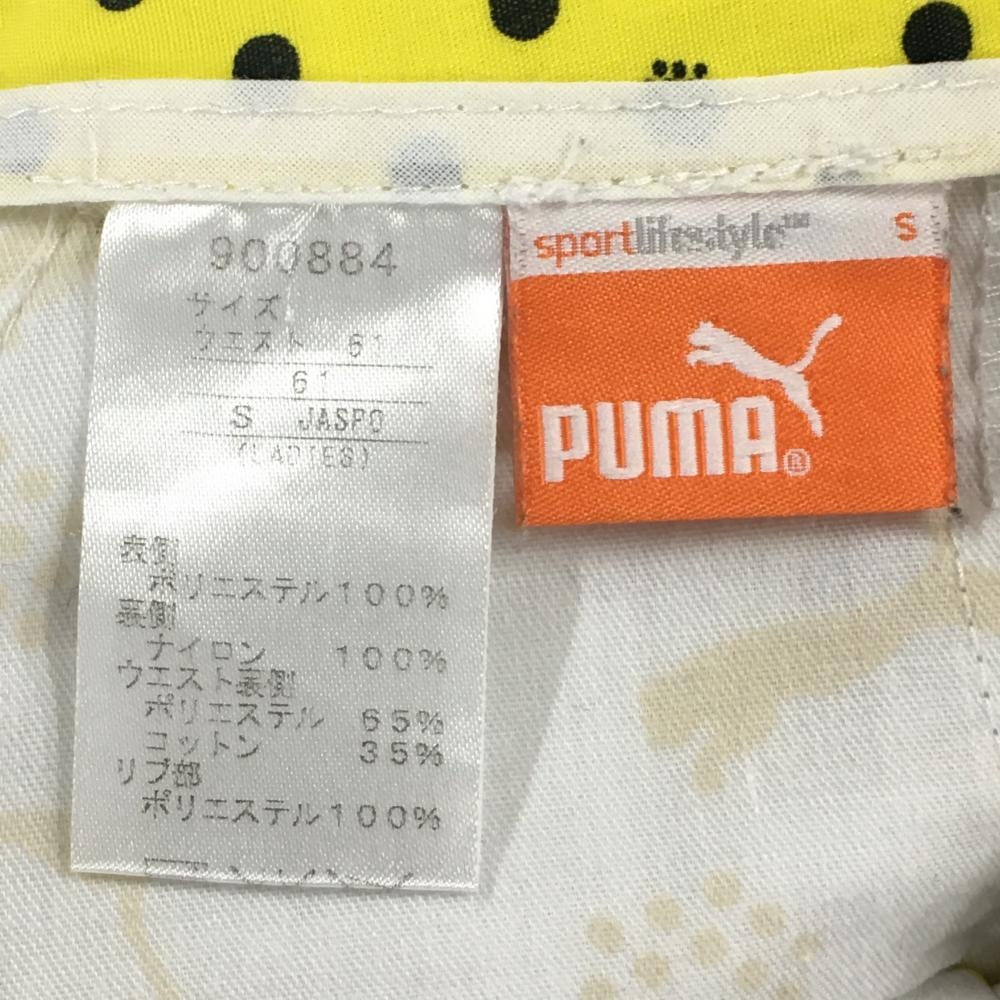 900884
サイズ
ウエスト 61
61
S JASPO
(LADIES)
表側
ポリエステル100%
裏側
ナイロン 100%
ウエスト裏側
ポリエステル 65%
コットン 35%
リブ部
ポリエステル100%
sportlifestyle™ S
PUMA®